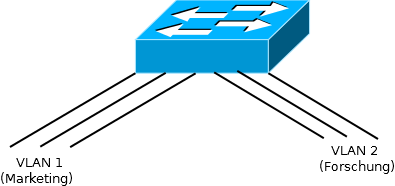 VLAN 1
(Marketing)
VLAN 2
(Forschung)